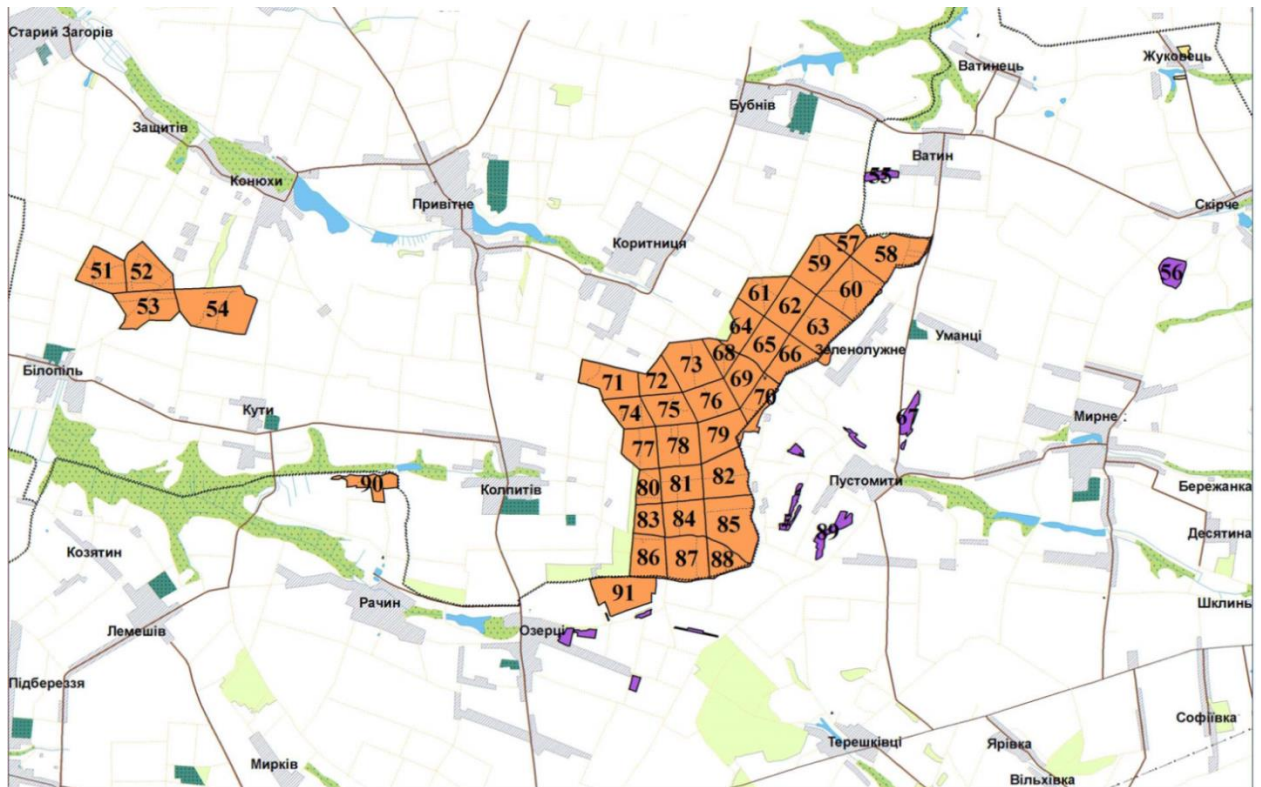 Старий Загорів
Жуковець
Ватинець
Бубнів
Защитів
Ватин
55
Конюхи
Привітне
Скірче
Коритниця
57
58
59
51
52
56
60
61
62
53
54
64
63
65
Уманці
68
66
Зеленолужне
73
Білопіль
71
72
69
70
76
Кути
74
75
67
Мирне
79
77
78
82
90
81
80
Пустомити
Колпитів
Бережанка
83
84
85
89
Десятина
Козятин
86
87
88
91
Рачин
Шклинь
Лемешів
Озерці
Підбереззя
Софіївка
Терешківці
Ярівка
Мирків
Вільхівка